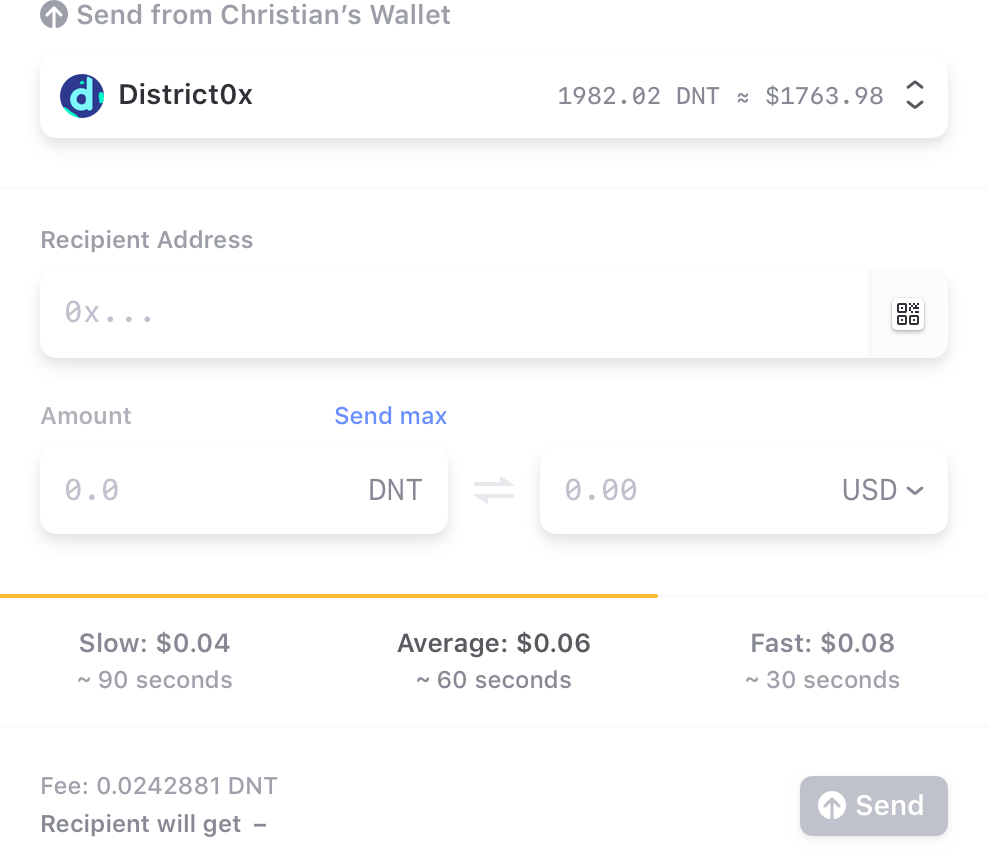 Send from Christian’s Wallet
District0x 1982.02 DNT ≈ $1763.98
Recipient Address
0x...
Amount Send max
0.0 DNT 0.00 USD
Slow: $0.04 Average: $0.06 Fast: $0.08
~ 90 seconds ~ 60 seconds ~ 30 seconds
Fee: 0.0242881 DNT
Recipient will get –
Send